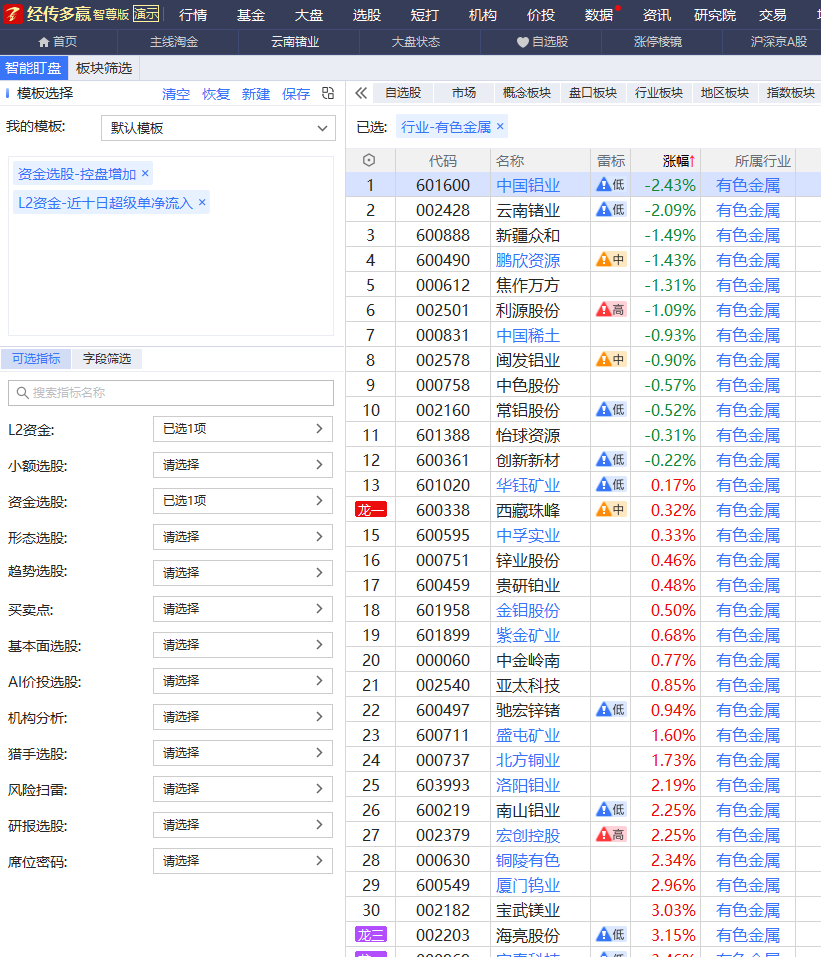 经传多赢 智尊版 演示 行情 基金 大盘 选股 短打 机构 价投 数据 资讯 研究院 交易
首页 主线淘金 云南锗业 大盘状态 自选股 涨停棱镜 沪深京A股
智能盯盘 板块筛选
模板选择 清空 恢复 新建 保存
我的模板: 默认模板
资金选股-控盘增加 ×
L2资金-近十日超级单净流入 ×
可选指标 字段筛选
搜索指标名称
L2资金: 已选1项
小额选股: 请选择
资金选股: 已选1项
形态选股: 请选择
趋势选股: 请选择
买卖点: 请选择
基本面选股: 请选择
AI价投选股: 请选择
机构分析: 请选择
猎手选股: 请选择
风险扫雷: 请选择
研报选股: 请选择
席位密码: 请选择
自选股 市场 概念板块 盘口板块 行业板块 地区板块 指数板块
已选: 行业-有色金属 ×
代码 名称 雷标 涨幅↑ 所属行业
1 601600 中国铝业 低 -2.43% 有色金属
2 002428 云南锗业 低 -2.09% 有色金属
3 600888 新疆众和 -1.49% 有色金属
4 600490 鹏欣资源 中 -1.43% 有色金属
5 000612 焦作万方 -1.31% 有色金属
6 002501 利源股份 高 -1.09% 有色金属
7 000831 中国稀土 -0.93% 有色金属
8 002578 闽发铝业 中 -0.90% 有色金属
9 000758 中色股份 -0.57% 有色金属
10 002160 常铝股份 低 -0.52% 有色金属
11 601388 怡球资源 -0.31% 有色金属
12 600361 创新新材 低 -0.22% 有色金属
13 601020 华钰矿业 低 0.17% 有色金属
龙一 600338 西藏珠峰 中 0.32% 有色金属
15 600595 中孚实业 0.33% 有色金属
16 000751 锌业股份 0.46% 有色金属
17 600459 贵研铂业 0.48% 有色金属
18 601958 金钼股份 0.50% 有色金属
19 601899 紫金矿业 0.68% 有色金属
20 000060 中金岭南 0.77% 有色金属
21 002540 亚太科技 0.85% 有色金属
22 600497 驰宏锌锗 低 0.94% 有色金属
23 600711 盛屯矿业 1.60% 有色金属
24 000737 北方铜业 1.73% 有色金属
25 603993 洛阳钼业 2.19% 有色金属
26 600219 南山铝业 低 2.25% 有色金属
27 002379 宏创控股 高 2.25% 有色金属
28 000630 铜陵有色 2.34% 有色金属
29 600549 厦门钨业 2.96% 有色金属
30 002182 宝武镁业 3.03% 有色金属
龙三 002203 海亮股份 低 3.15% 有色金属